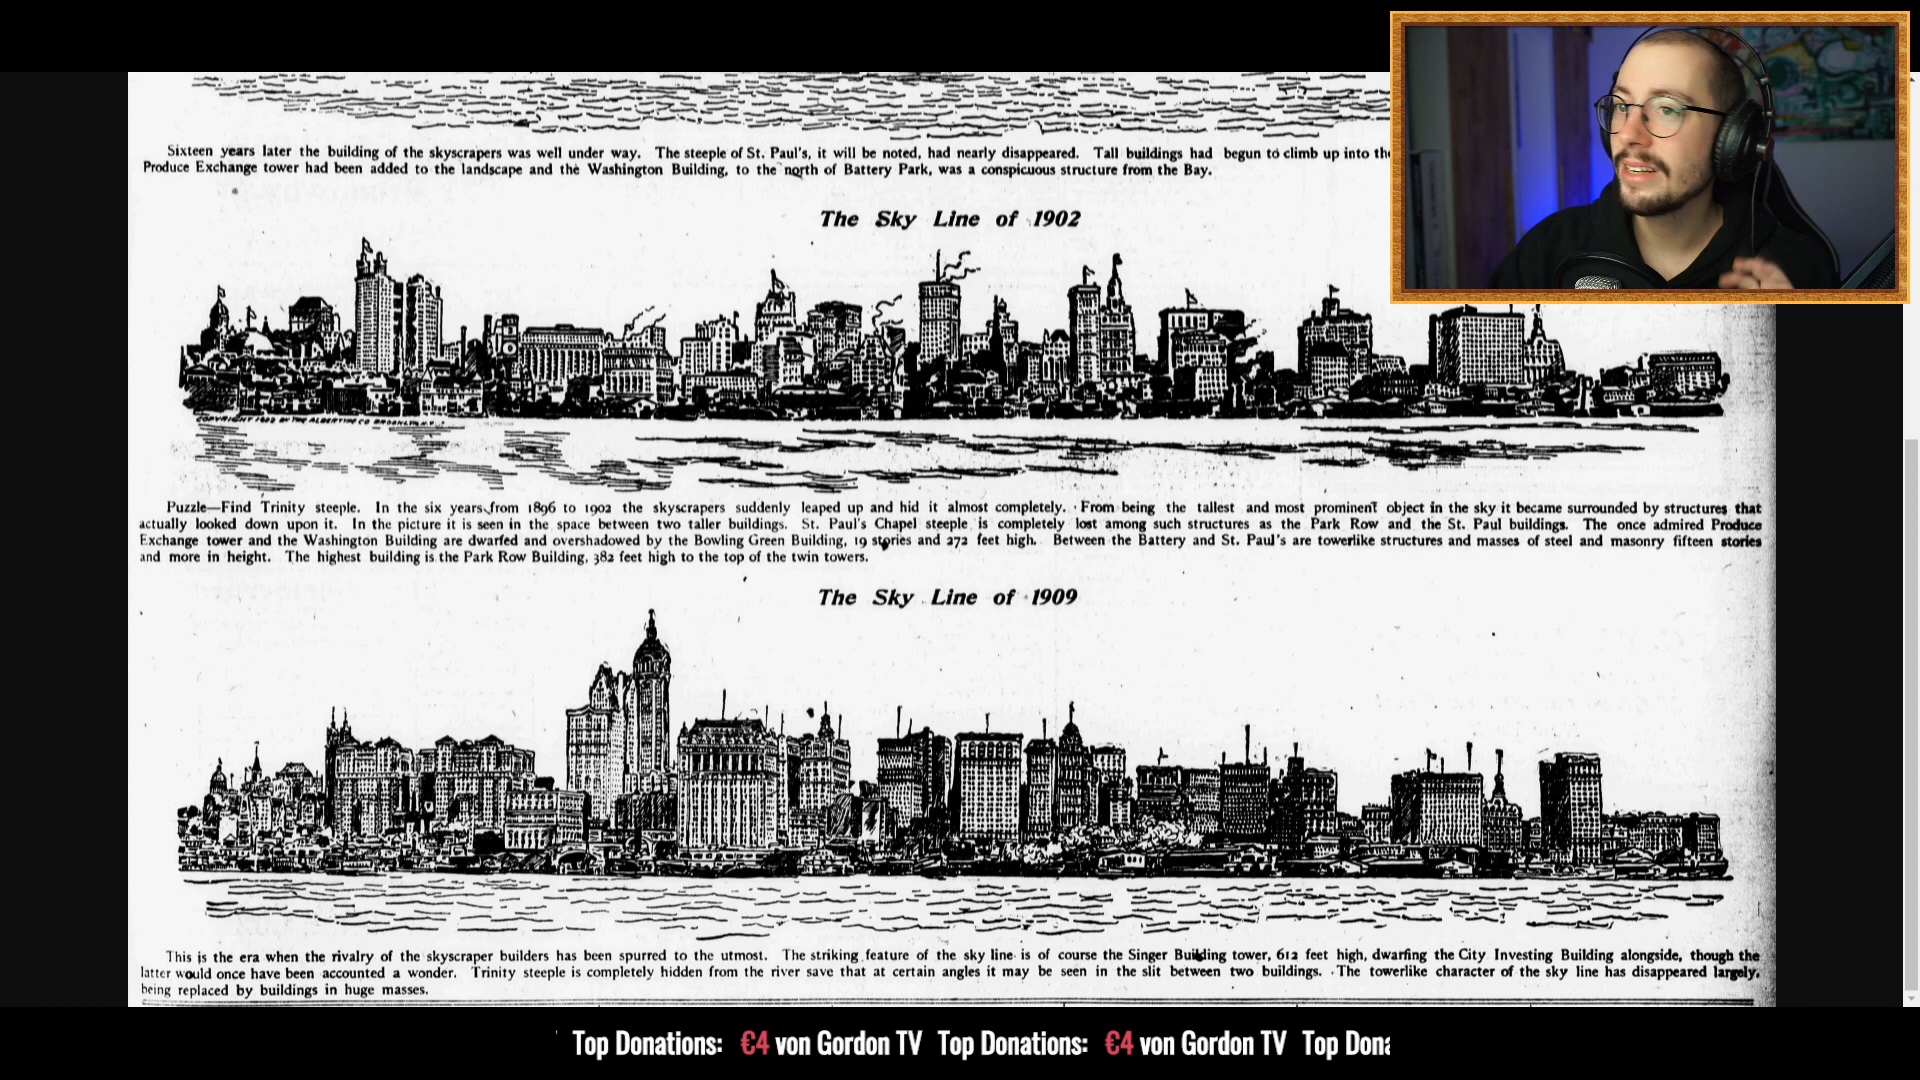 Sixteen years later the building of the skyscrapers was well under way. The steeple of St. Paul's, it will be noted, had nearly disappeared. Tall buildings had begun to climb up into the
Produce Exchange tower had been added to the landscape and the Washington Building, to the north of Battery Park, was a conspicuous structure from the Bay.
The Sky Line of 1902
COPYRIGHT 1902 BY THE ALBERTYPE CO BROOKLYN.N.Y.
Puzzle—Find Trinity steeple. In the six years from 1896 to 1902 the skyscrapers suddenly leaped up and hid it almost completely. From being the tallest and most prominent object in the sky it became surrounded by structures that
actually looked down upon it. In the picture it is seen in the space between two taller buildings. St. Paul's Chapel steeple is completely lost among such structures as the Park Row and the St. Paul buildings. The once admired Produce
Exchange tower and the Washington Building are dwarfed and overshadowed by the Bowling Green Building, 19 stories and 272 feet high. Between the Battery and St. Paul's are towerlike structures and masses of steel and masonry fifteen stories
and more in height. The highest building is the Park Row Building, 382 feet high to the top of the twin towers.
The Sky Line of 1909
This is the era when the rivalry of the skyscraper builders has been spurred to the utmost. The striking feature of the sky line is of course the Singer Building tower, 612 feet high, dwarfing the City Investing Building alongside, though the
latter would once have been accounted a wonder. Trinity steeple is completely hidden from the river save that at certain angles it may be seen in the slit between two buildings. The towerlike character of the sky line has disappeared largely,
being replaced by buildings in huge masses.
Top Donations: €4 von Gordon TV Top Donations: €4 von Gordon TV Top Dona